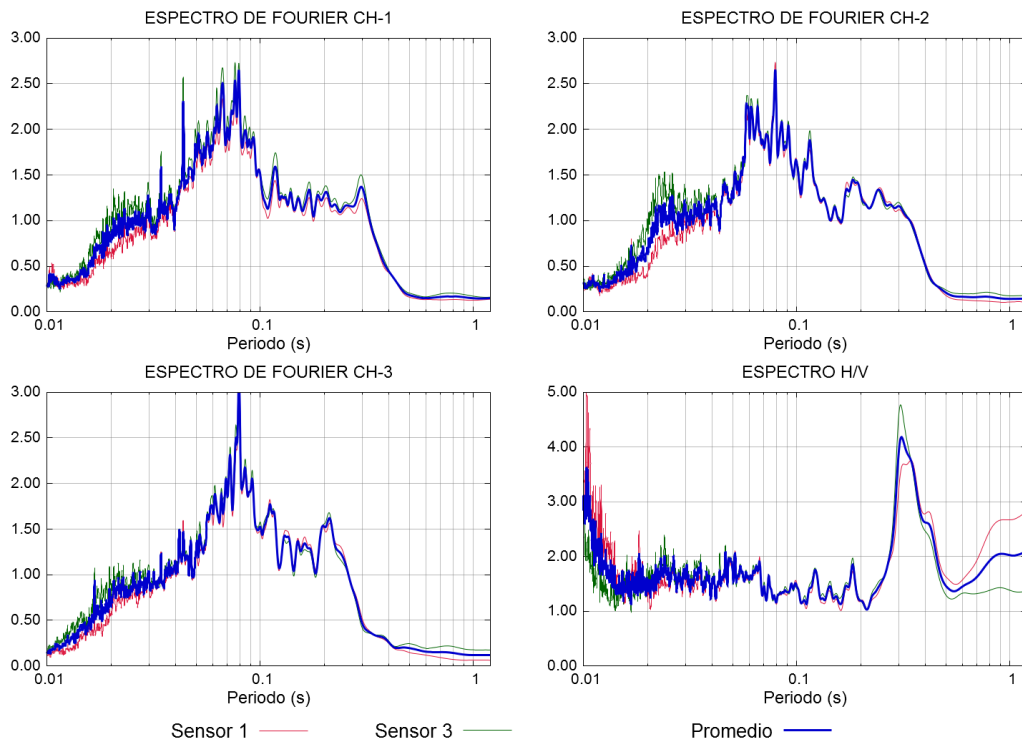 ESPECTRO DE FOURIER CH-1
3.00
2.50
2.00
1.50
1.00
0.50
0.00
0.01 0.1 1
Periodo (s)
ESPECTRO DE FOURIER CH-2
3.00
2.50
2.00
1.50
1.00
0.50
0.00
0.01 0.1 1
Periodo (s)
ESPECTRO DE FOURIER CH-3
3.00
2.50
2.00
1.50
1.00
0.50
0.00
0.01 0.1 1
Periodo (s)
ESPECTRO H/V
5.00
4.00
3.00
2.00
1.00
0.00
0.01 0.1 1
Periodo (s)
Sensor 1 Sensor 3 Promedio